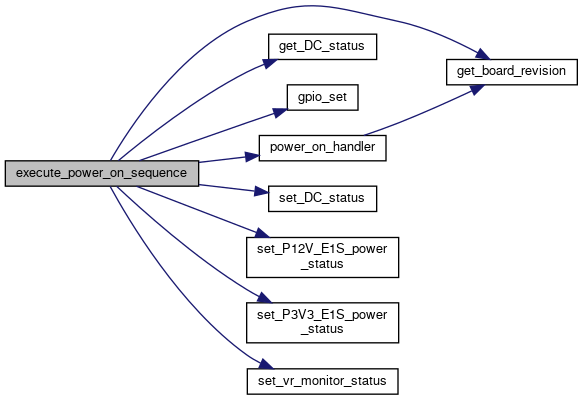 execute_power_on_sequence
get_DC_status
gpio_set
power_on_handler
set_DC_status
set_P12V_E1S_power
_status
set_P3V3_E1S_power
_status
set_vr_monitor_status
get_board_revision